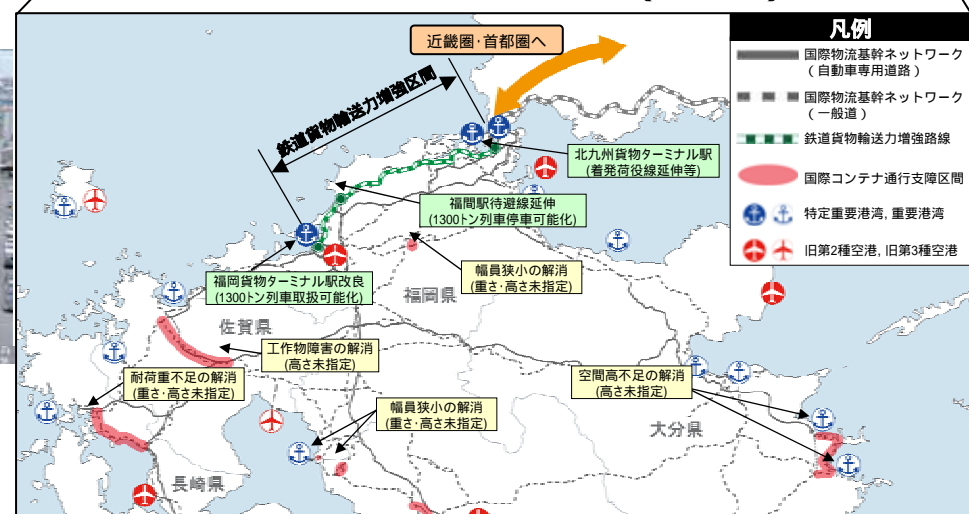 近畿圏・首都圏へ
鉄道貨物輸送力増強区間
北九州貨物ターミナル駅
(着発荷役線延伸等)
福間駅待避線延伸
(1300トン列車停車可能化)
福岡貨物ターミナル駅改良
(1300トン列車取扱可能化)
幅員狭小の解消
(重さ・高さ未指定)
福岡県
佐賀県
工作物障害の解消
(高さ未指定)
耐荷重不足の解消
(重さ・高さ未指定)
幅員狭小の解消
(重さ・高さ未指定)
空間高不足の解消
(高さ未指定)
大分県
長崎県
凡例
国際物流基幹ネットワーク
(自動車専用道路)
国際物流基幹ネットワーク
(一般道)
鉄道貨物輸送力増強路線
国際コンテナ通行支障区間
特定重要港湾, 重要港湾
旧第2種空港, 旧第3種空港